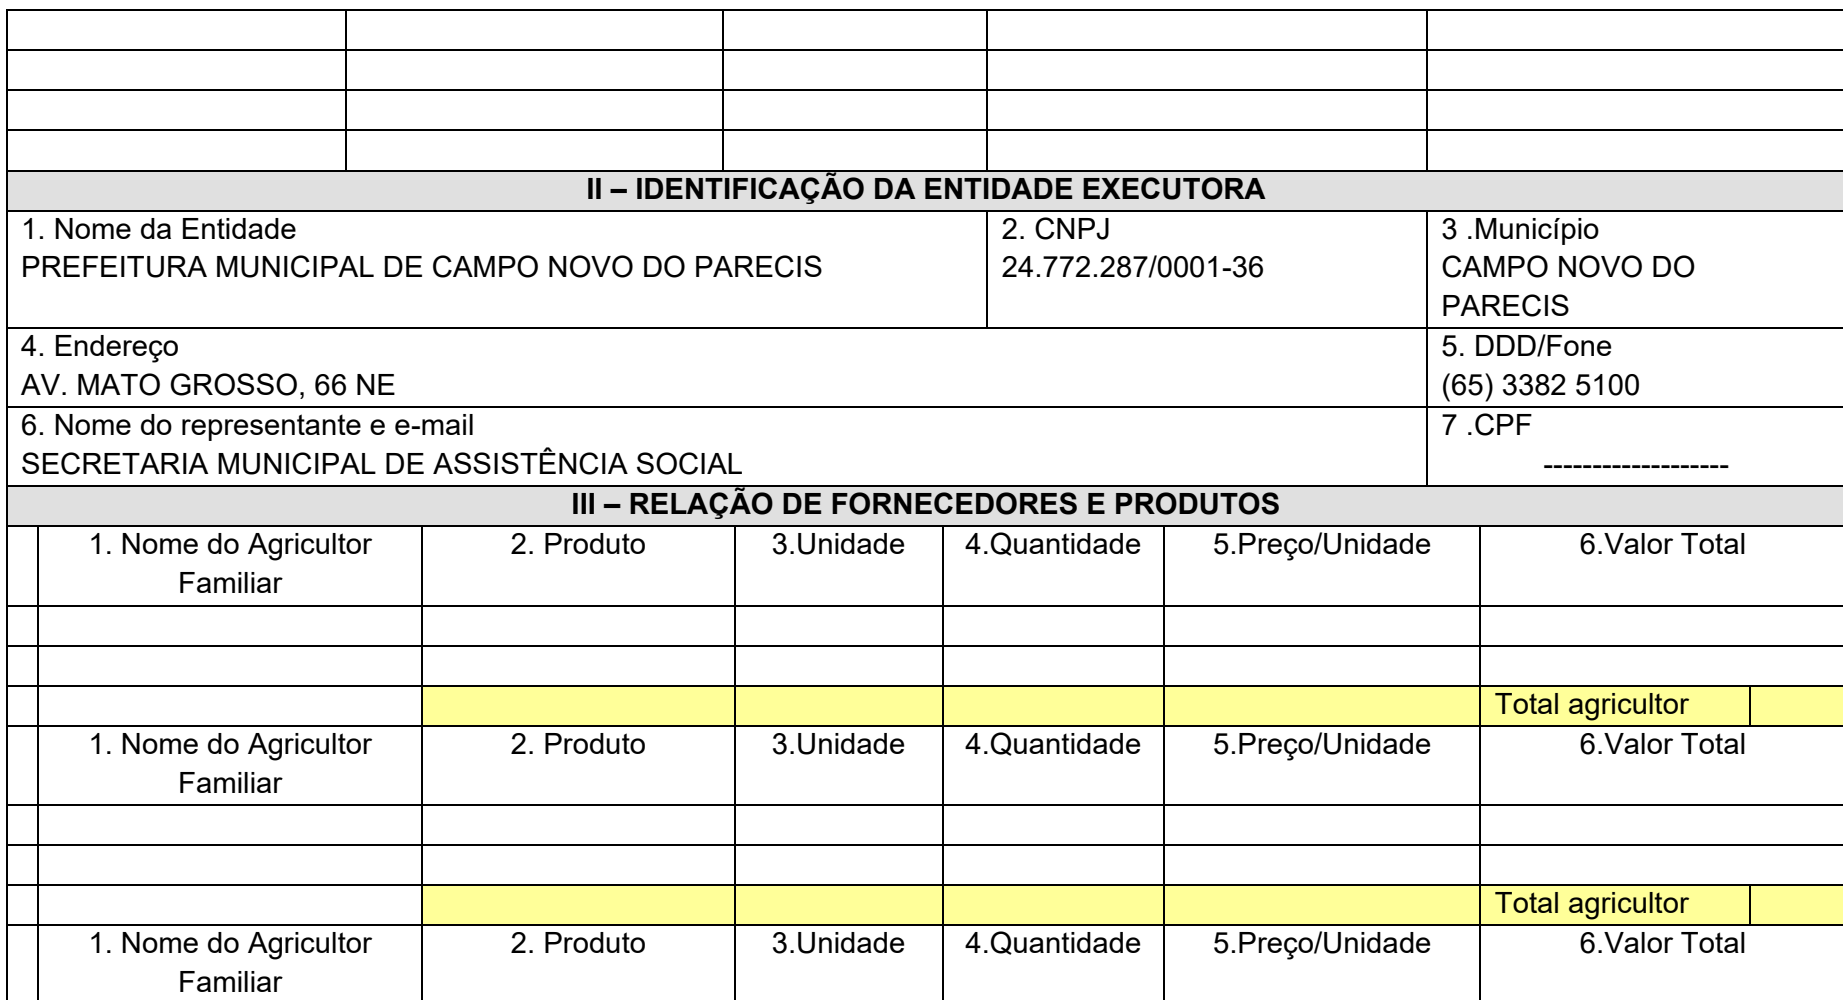 II – IDENTIFICAÇÃO DA ENTIDADE EXECUTORA
1. Nome da Entidade
PREFEITURA MUNICIPAL DE CAMPO NOVO DO PARECIS
2. CNPJ
24.772.287/0001-36
3 .Município
CAMPO NOVO DO
PARECIS
4. Endereço
AV. MATO GROSSO, 66 NE
5. DDD/Fone
(65) 3382 5100
6. Nome do representante e e-mail
SECRETARIA MUNICIPAL DE ASSISTÊNCIA SOCIAL
7 .CPF
-------------------
III – RELAÇÃO DE FORNECEDORES E PRODUTOS
1. Nome do Agricultor
Familiar
2. Produto
3.Unidade
4.Quantidade
5.Preço/Unidade
6.Valor Total
Total agricultor
1. Nome do Agricultor
Familiar
2. Produto
3.Unidade
4.Quantidade
5.Preço/Unidade
6.Valor Total
Total agricultor
1. Nome do Agricultor
Familiar
2. Produto
3.Unidade
4.Quantidade
5.Preço/Unidade
6.Valor Total